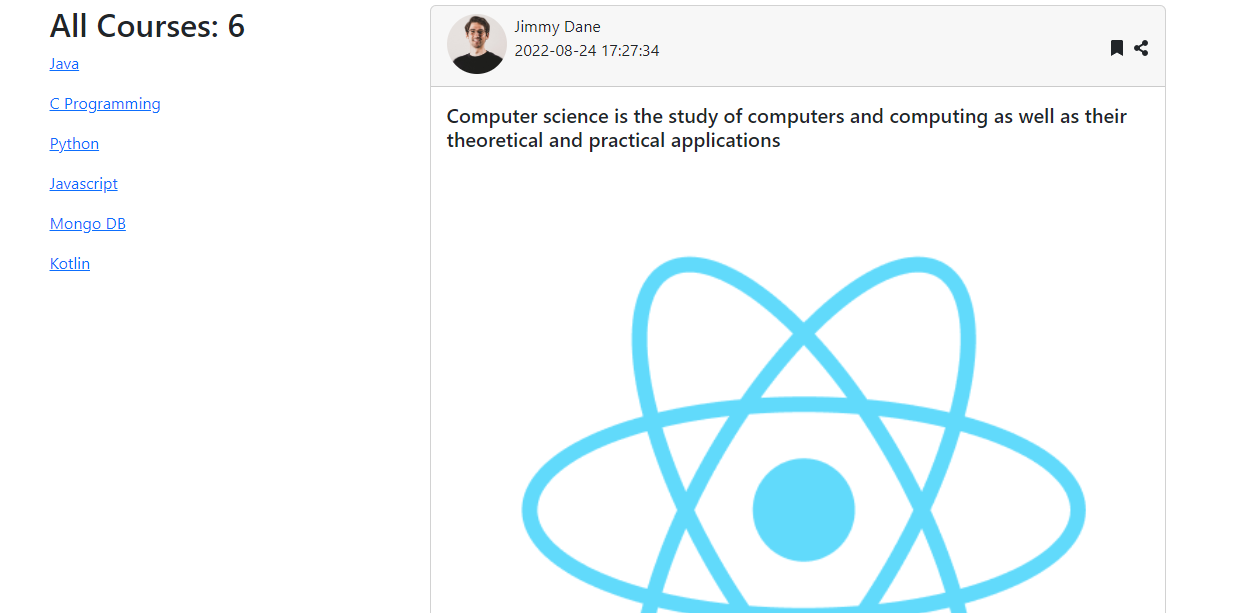 All Courses: 6
Java
C Programming
Python
Javascript
Mongo DB
Kotlin
Jimmy Dane
2022-08-24 17:27:34
Computer science is the study of computers and computing as well as their
theoretical and practical applications